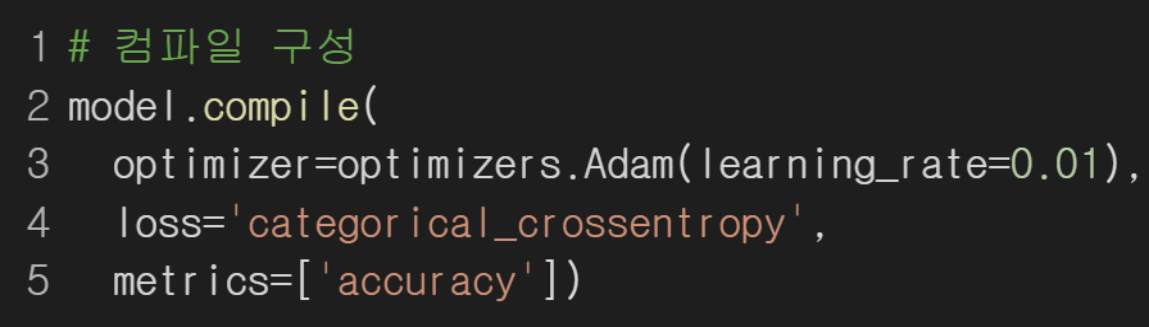 1 # 컴파일 구성
2 model.compile(
3   optimizer=optimizers.Adam(learning_rate=0.01),
4   loss='categorical_crossentropy',
5   metrics=['accuracy'])